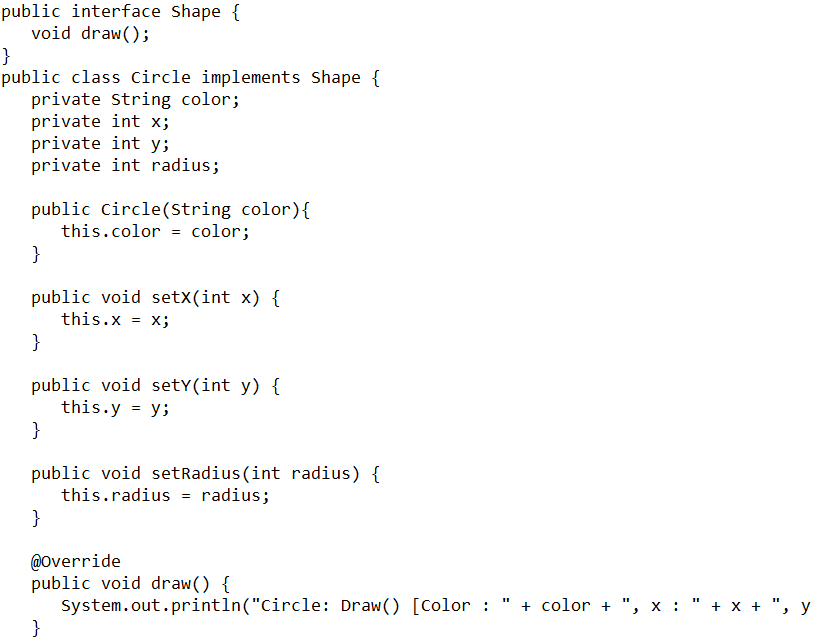 public interface Shape {
   void draw();
}
public class Circle implements Shape {
   private String color;
   private int x;
   private int y;
   private int radius;

   public Circle(String color){
      this.color = color;
   }

   public void setX(int x) {
      this.x = x;
   }

   public void setY(int y) {
      this.y = y;
   }

   public void setRadius(int radius) {
      this.radius = radius;
   }

   @Override
   public void draw() {
      System.out.println("Circle: Draw() [Color : " + color + ", x : " + x + ", y
   }